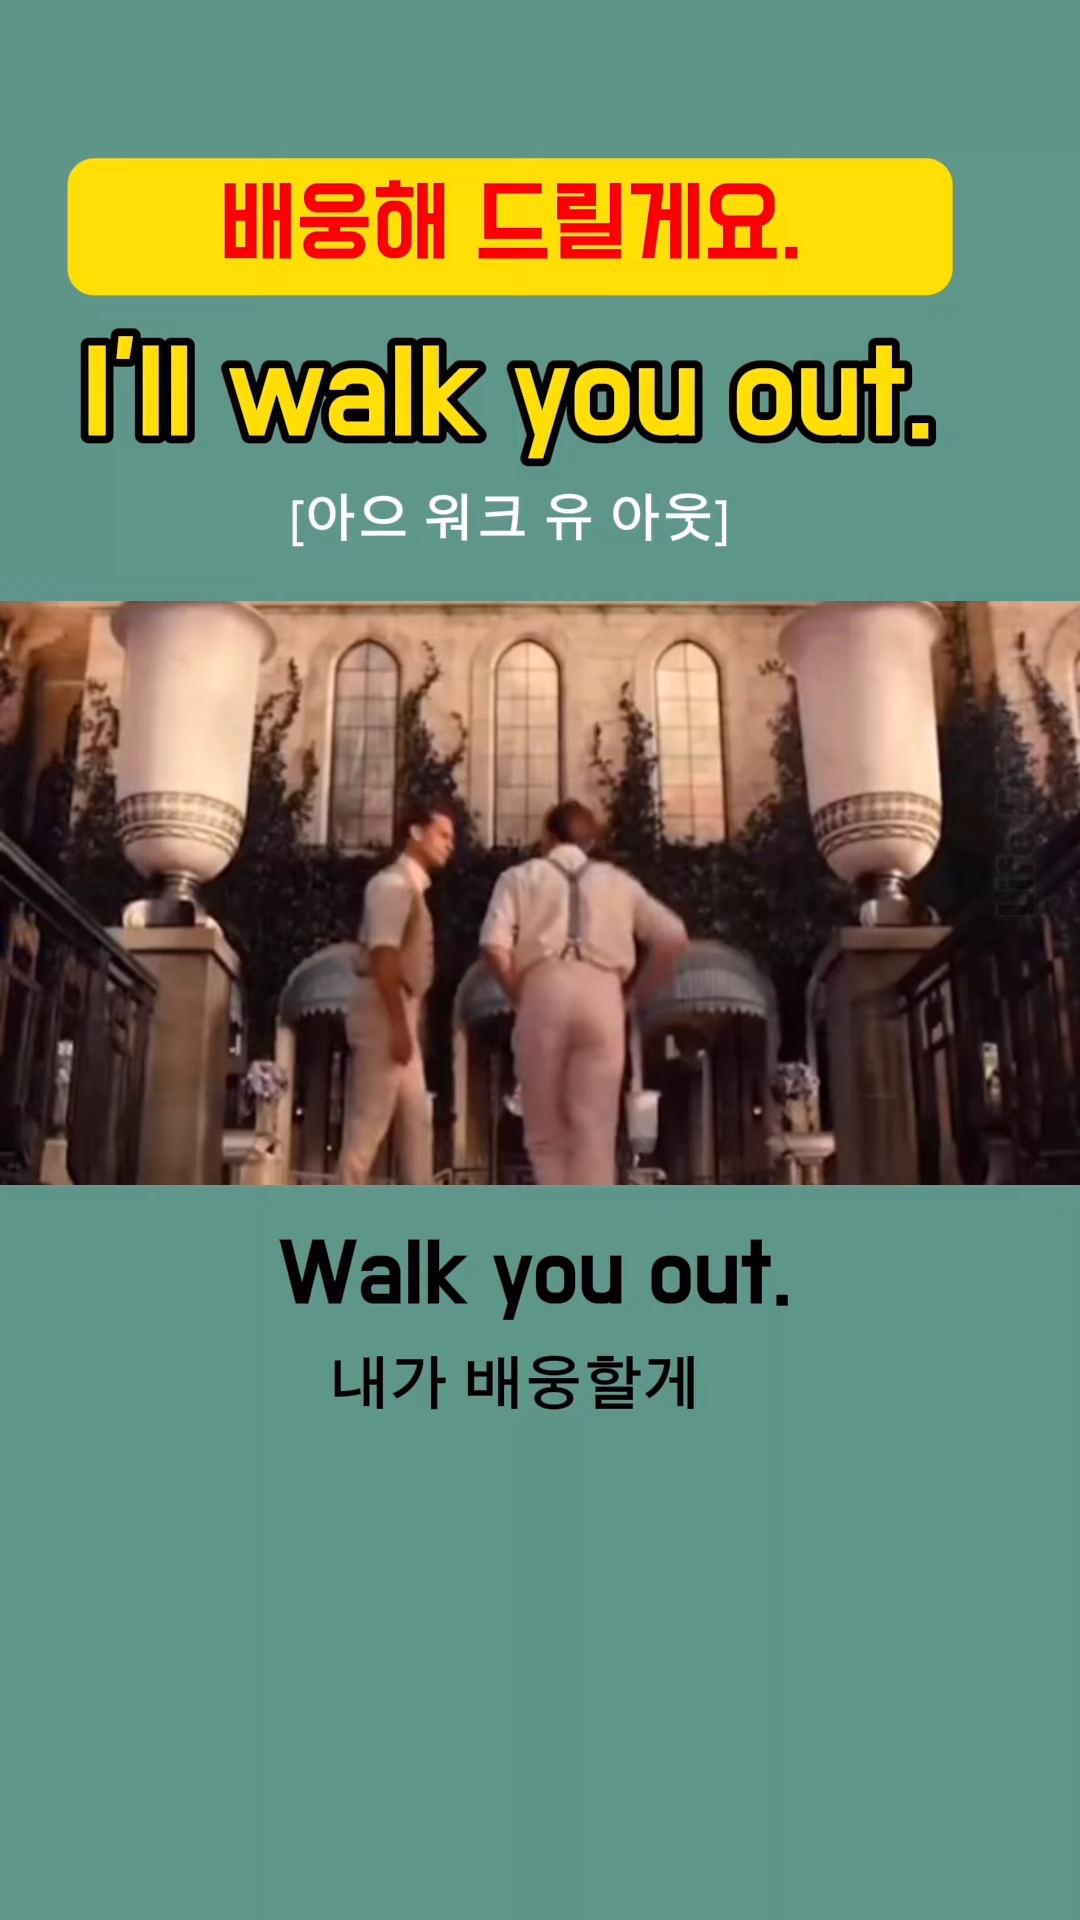 배웅해 드릴게요.
I'll walk you out.
[아으 워크 유 아웃]
Walk you out.
내가 배웅할게